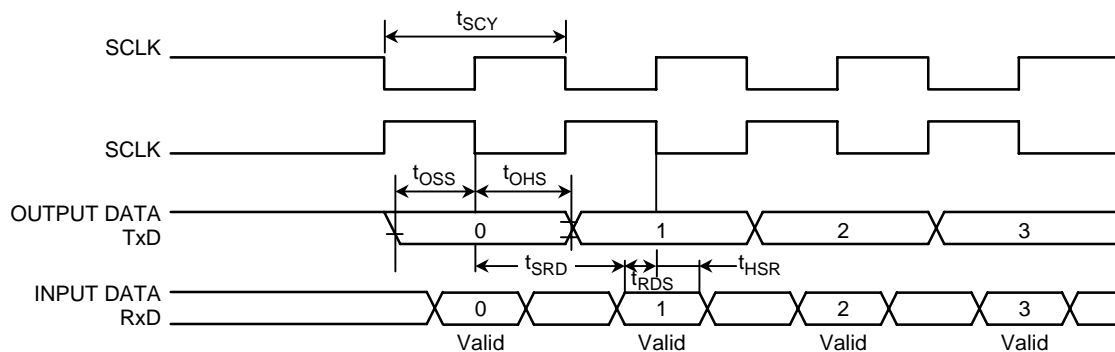 tSCY
SCLK
SCLK
tOSS tOHS
OUTPUT DATA
TxD
0 1 2 3
tSRD tRDS tHSR
INPUT DATA
RxD
0 1 2 3
Valid Valid Valid Valid